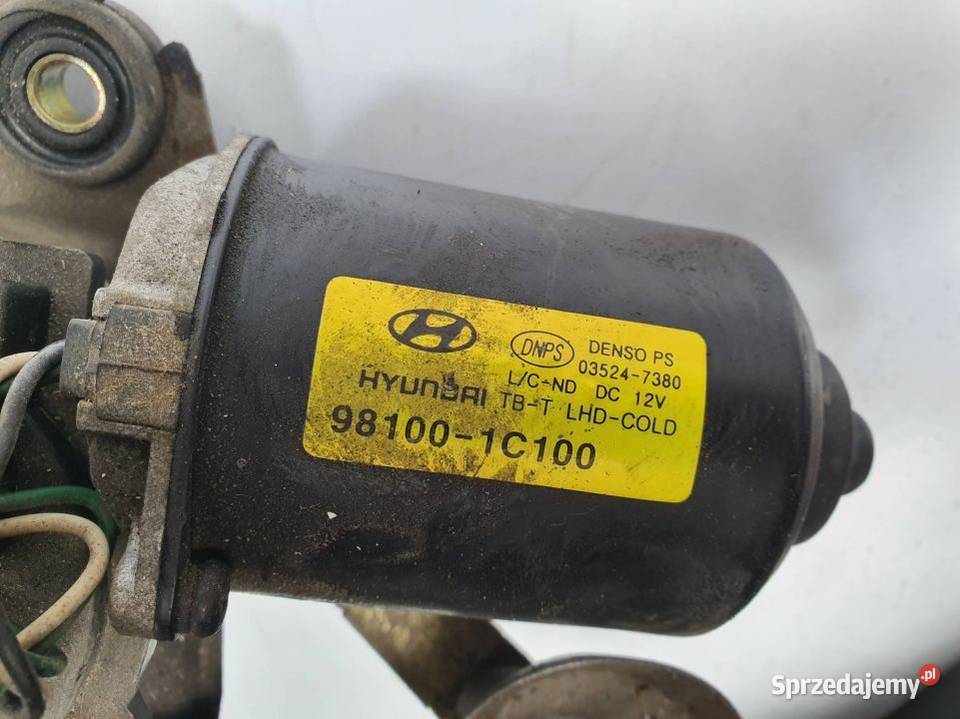 DNPS DENSO PS
03524-7380
L/C-ND DC 12V
HYUNDAI TB-T LHD-COLD
98100-1C100
Sprzedajemy.pl